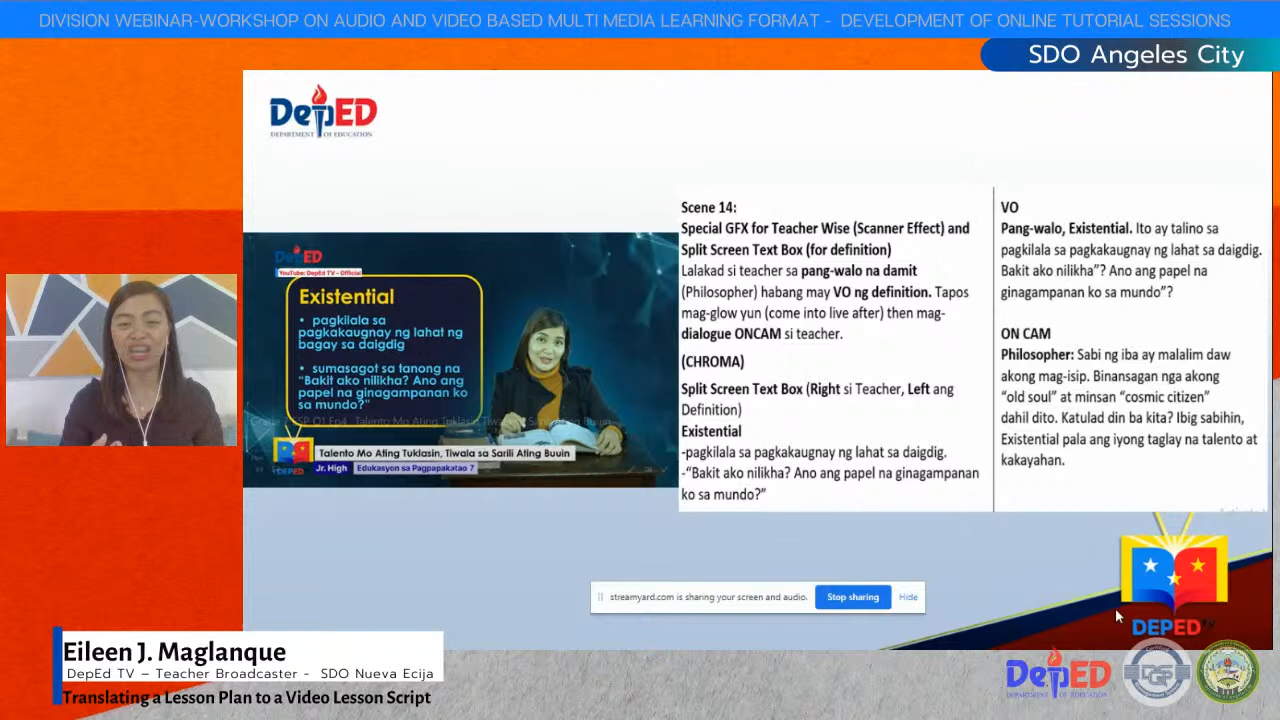 DIVISION WEBINAR-WORKSHOP ON AUDIO AND VIDEO BASED MULTI MEDIA LEARNING FORMAT - DEVELOPMENT OF ONLINE TUTORIAL SESSIONS
SDO Angeles City
DepED
DEPARTMENT OF EDUCATION
DepED
YouTube: DepEd TV - Official
Existential
• pagkilala sa
pagkakaugnay ng lahat ng
bagay sa daigdig
• sumasagot sa tanong na
"Bakit ako nilikha? Ano ang
papel na ginagampanan ko
sa mundo?"
Talento Mo Ating Tuklasin, Tiwala sa Sarili Ating Buuin
DEPED
Jr. High
Edukasyon sa Pagpapakatao 7
Scene 14:
Special GFX for Teacher Wise (Scanner Effect) and
Split Screen Text Box (for definition)
Lalakad si teacher sa pang-walo na damit
(Philosopher) habang may VO ng definition. Tapos
mag-glow yun (come into live after) then mag-
dialogue ONCAM si teacher.
(CHROMA)
Split Screen Text Box (Right si Teacher, Left ang
Definition)
Existential
-pagkilala sa pagkakaugnay ng lahat sa daigdig.
-"Bakit ako nilikha? Ano ang papel na ginagampanan
ko sa mundo?"
VO
Pang-walo, Existential. Ito ay talino sa
pagkilala sa pagkakaugnay ng lahat sa daigdig.
Bakit ako nilikha"? Ano ang papel na
ginagampanan ko sa mundo"?
ON CAM
Philosopher: Sabi ng iba ay malalim daw
akong mag-isip. Binansagan nga akong
"old soul" at minsan "cosmic citizen"
dahil dito. Katulad din ba kita? Ibig sabihin,
Existential pala ang iyong taglay na talento at
kakayahan.
streamyard.com is sharing your screen and audio.
Stop sharing
Hide
DEPED TV
Eileen J. Maglanque
DepEd TV – Teacher Broadcaster - SDO Nueva Ecija
Translating a Lesson Plan to a Video Lesson Script
DepED
DEPARTMENT OF EDUCATION